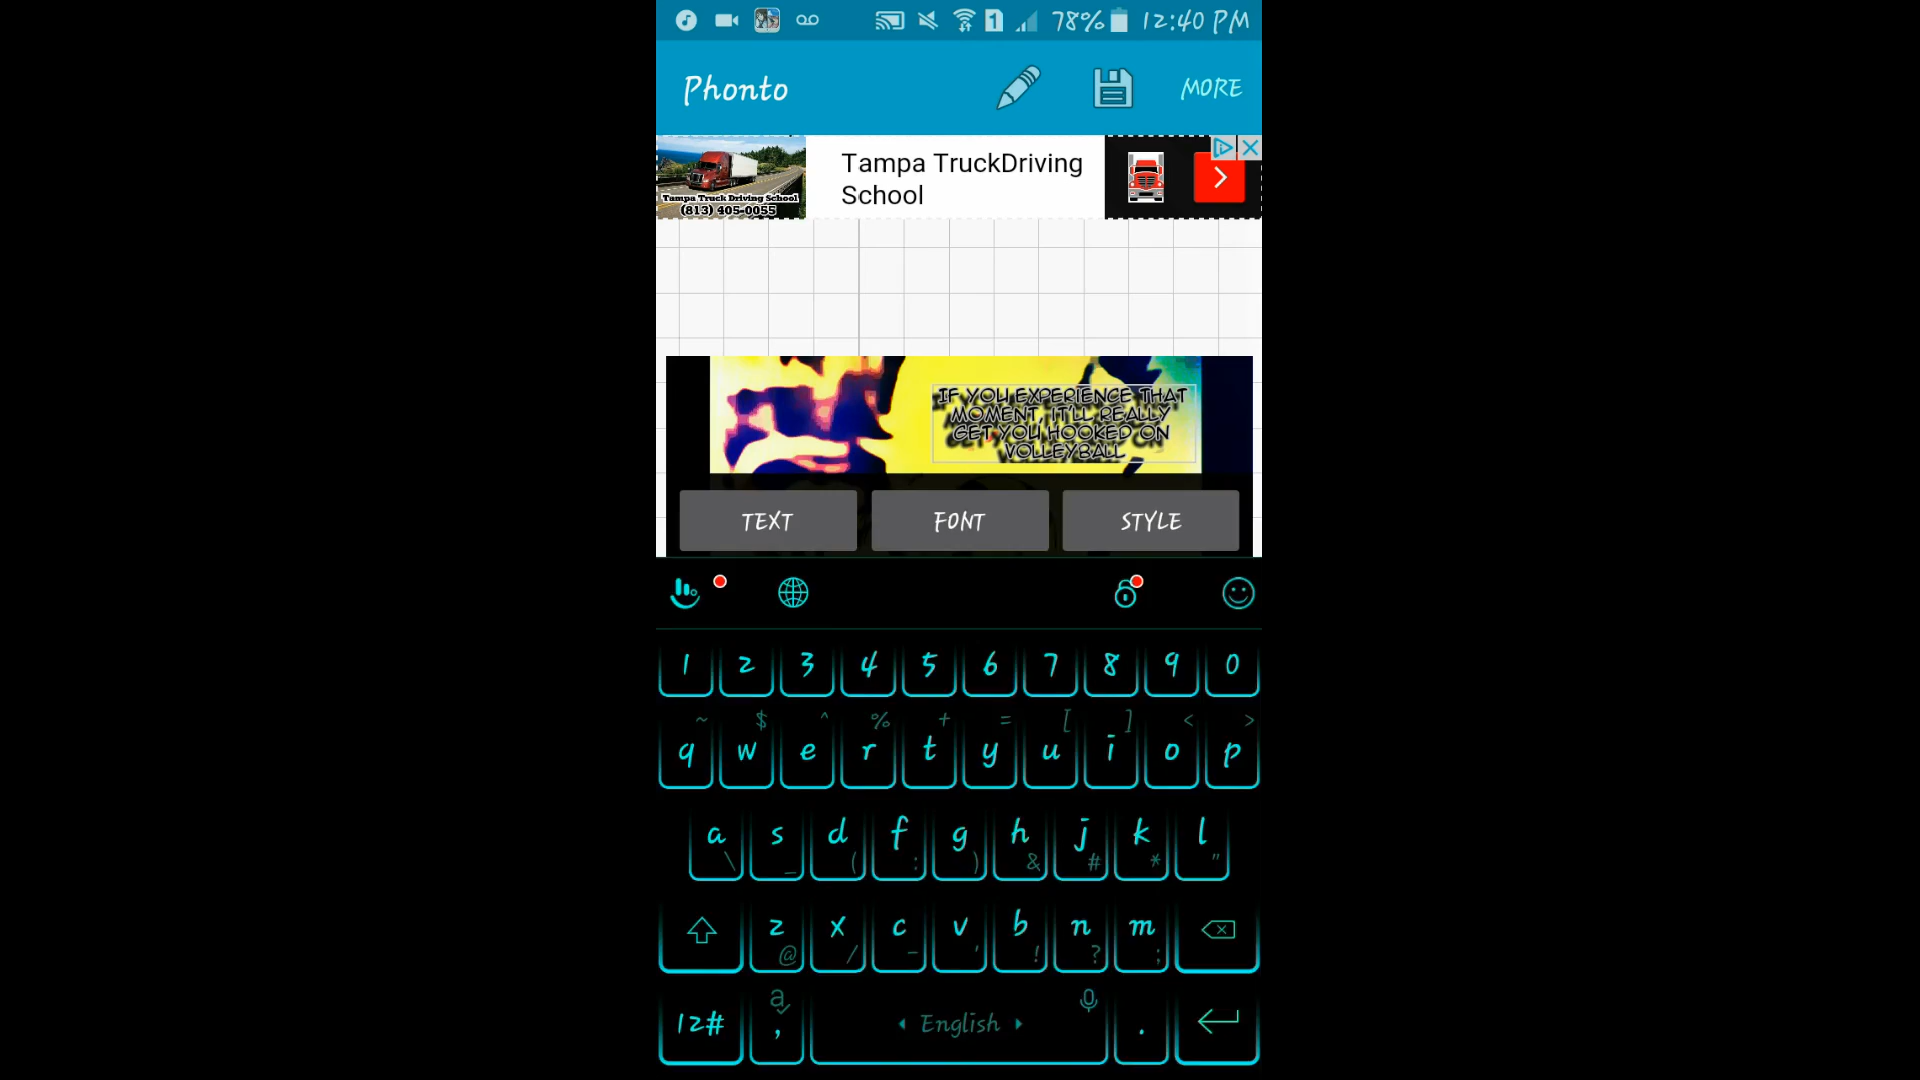 78% 12:40 PM
Phonto
MORE
Tampa Truck Driving School
(813) 405-0055
Tampa TruckDriving
School
IF YOU EXPERIENCE THAT
MOMENT, IT'LL REALLY
GET YOU HOOKED ON
VOLLEYBALL
TEXT FONT STYLE
1 2 3 4 5 6 7 8 9 0
~ $ ^ % + = [ ] < >
q w e r t y u i o p
a s d f g h j k l
\ _ ( : ) & # * "
z x c v b n m
@ / - ' ! ? ;
a
12# , English .